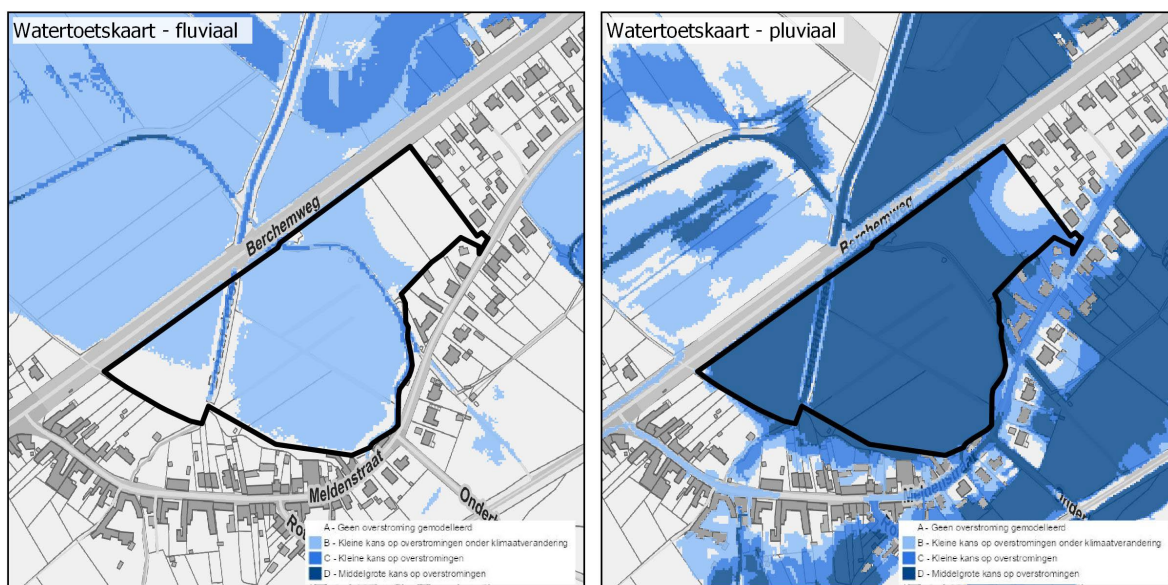 Watertoetskaart - fluviaal
Berchemweg
Meldenstraat
Ro
Onderl
A - Geen overstroming gemodelleerd
B - Kleine kans op overstromingen onder klimaatverandering
C - Kleine kans op overstromingen
D - Middelgrote kans op overstromingen
Watertoetskaart - pluviaal
Berchemweg
A - Geen overstroming gemodelleerd
B - Kleine kans op overstromingen onder klimaatverandering
C - Kleine kans op overstromingen
D - Middelgrote kans op overstromingen